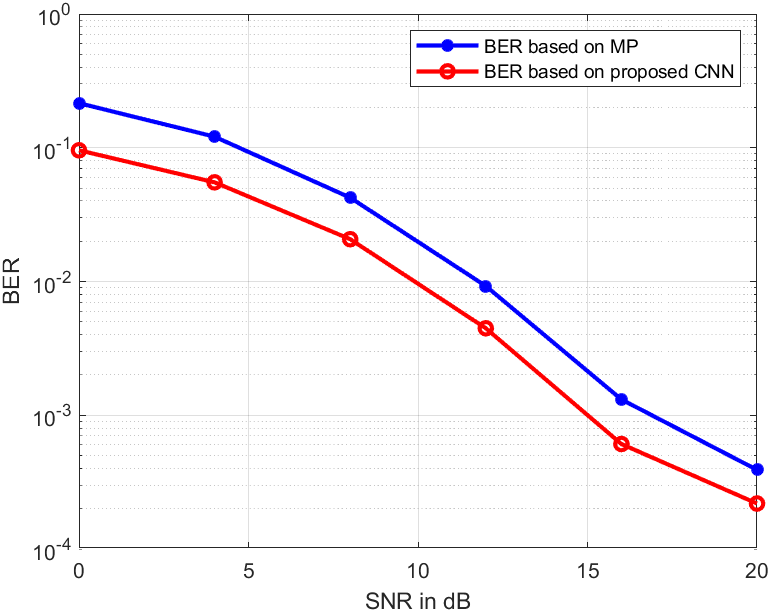 10^0
10^-1
10^-2
10^-3
10^-4
BER
BER based on MP
BER based on proposed CNN
0 5 10 15 20
SNR in dB